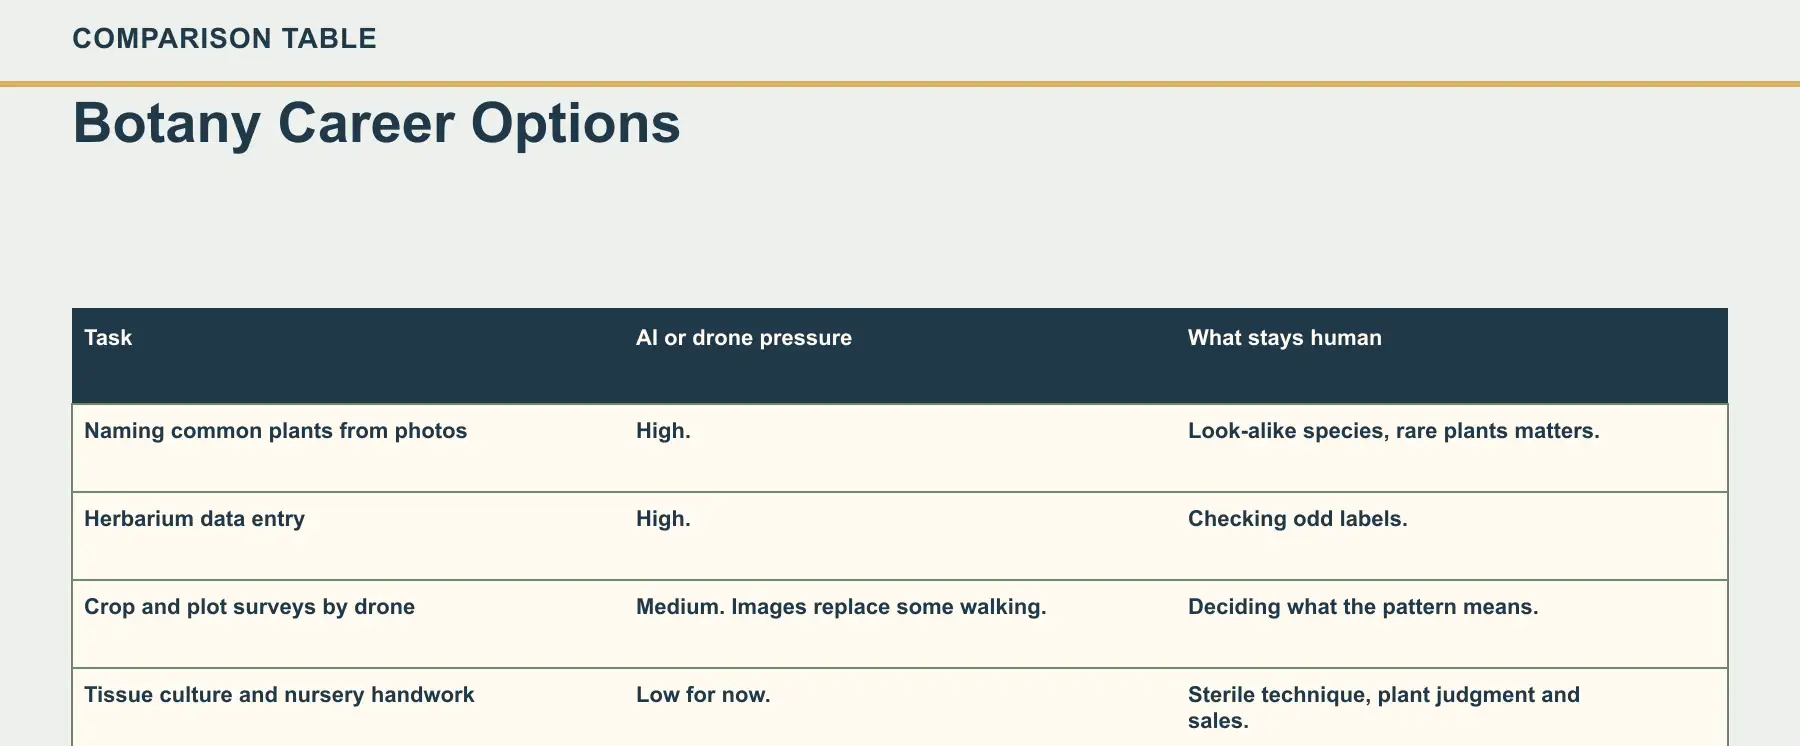 COMPARISON TABLE
Botany Career Options
Task
AI or drone pressure
What stays human
Naming common plants from photos
High.
Look-alike species, rare plants matters.
Herbarium data entry
High.
Checking odd labels.
Crop and plot surveys by drone
Medium. Images replace some walking.
Deciding what the pattern means.
Tissue culture and nursery handwork
Low for now.
Sterile technique, plant judgment and
sales.